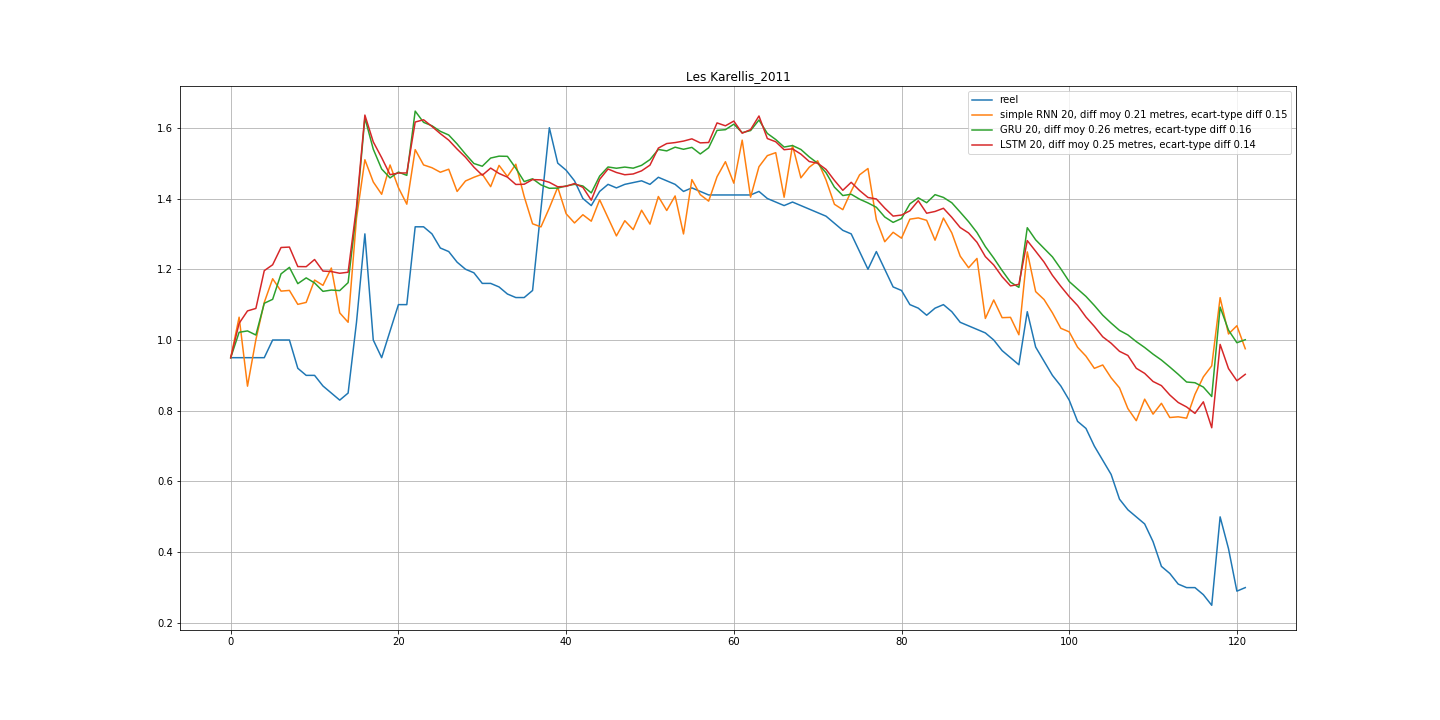 Les Karellis_2011
reel
simple RNN 20, diff moy 0.21 metres, ecart-type diff 0.15
GRU 20, diff moy 0.26 metres, ecart-type diff 0.16
LSTM 20, diff moy 0.25 metres, ecart-type diff 0.14
1.6
1.4
1.2
1.0
0.8
0.6
0.4
0.2
0 20 40 60 80 100 120